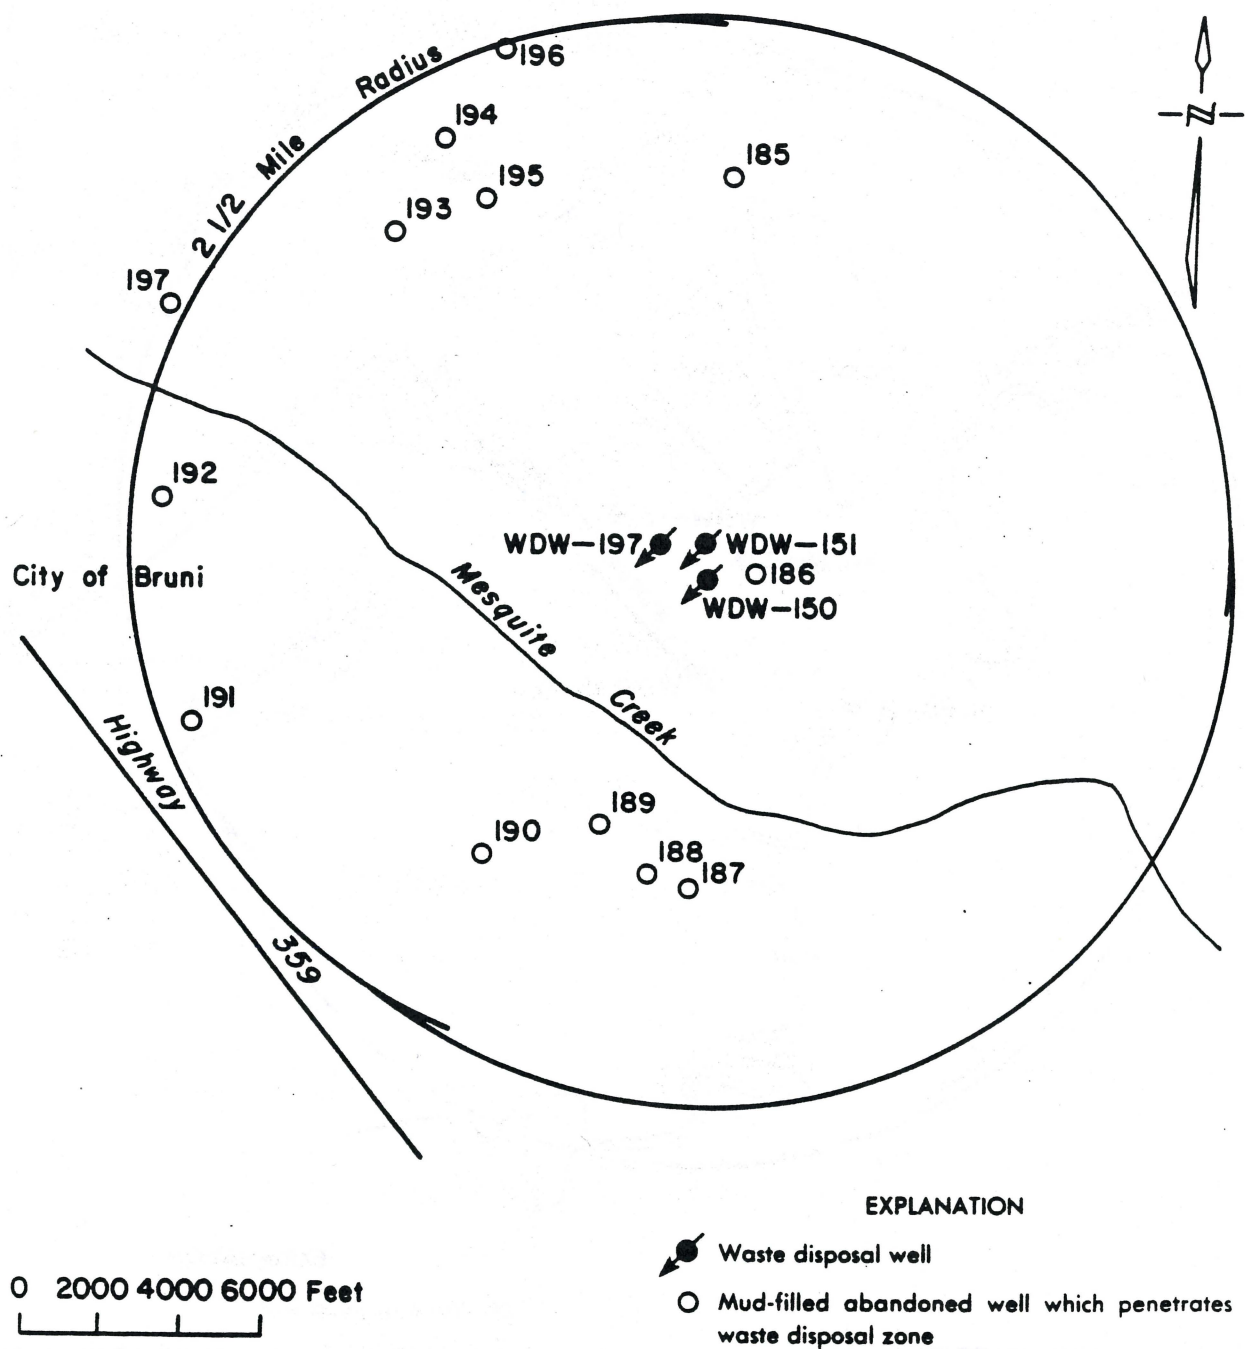 196
Radius
194
N
Mile
185
195
2 1/2
193
197
192
WDW-197
WDW-151
City of Bruni
Mesquite
186
WDW-150
191
Creek
Highway
189
190
188
187
359
EXPLANATION
Waste disposal well
0 2000 4000 6000 Feet
Mud-filled abandoned well which penetrates
waste disposal zone